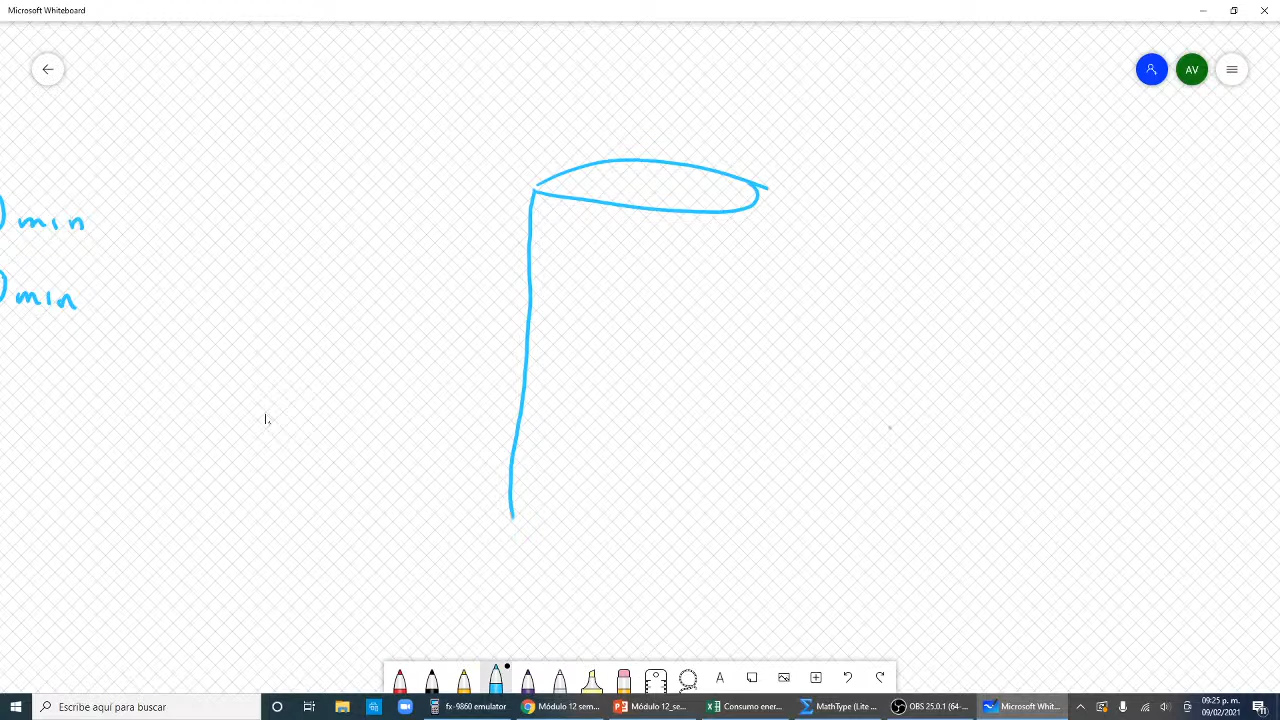 Microsoft Whiteboard
AV
min
min
A
Escribe aquí para buscar
fx-9860 emulator
Módulo 12 sem...
Módulo 12_se...
Consumo ener...
MathType (Lite ...
OBS 25.0.1 (64-...
Microsoft Whit...
09:25 p. m.
09/02/2021